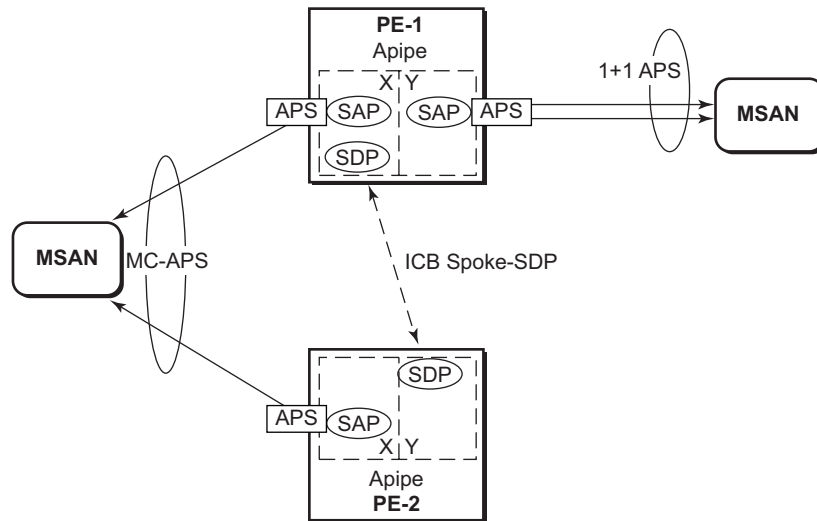 PE-1
Apipe
X Y
1+1 APS
APS
SAP
SAP
APS
MSAN
SDP
MSAN
MC-APS
ICB Spoke-SDP
SDP
APS
SAP
X Y
Apipe
PE-2